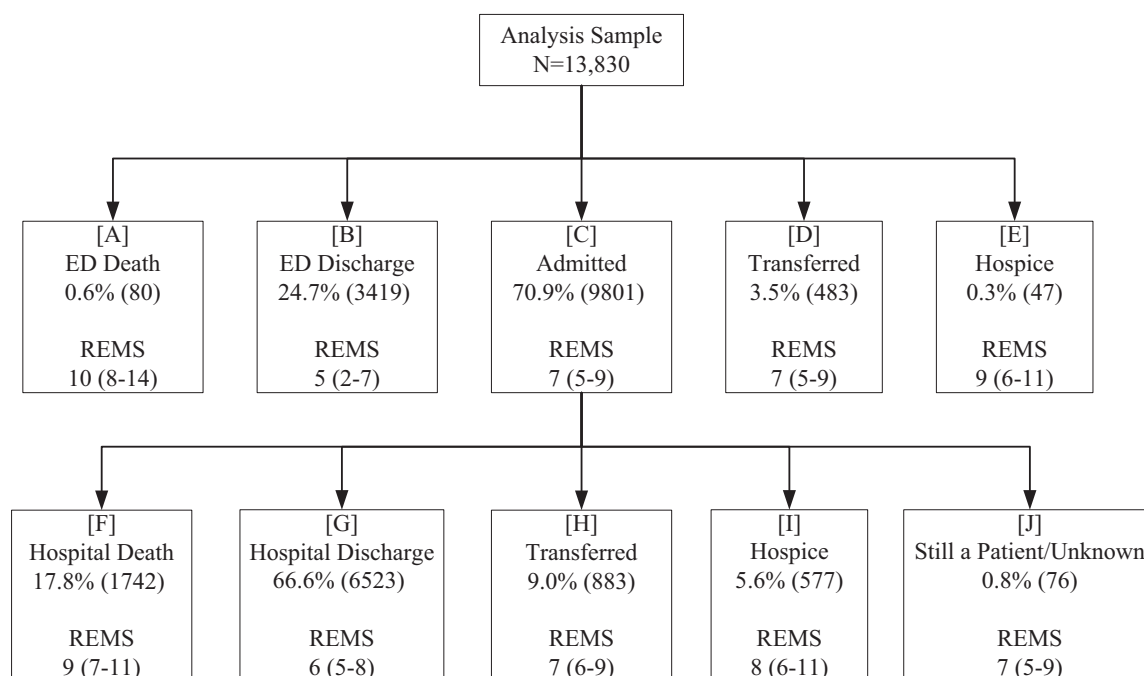 Analysis Sample
N=13,830
[A]
ED Death
0.6% (80)
REMS
10 (8-14)
[B]
ED Discharge
24.7% (3419)
REMS
5 (2-7)
[C]
Admitted
70.9% (9801)
REMS
7 (5-9)
[D]
Transferred
3.5% (483)
REMS
7 (5-9)
[E]
Hospice
0.3% (47)
REMS
9 (6-11)
[F]
Hospital Death
17.8% (1742)
REMS
9 (7-11)
[G]
Hospital Discharge
66.6% (6523)
REMS
6 (5-8)
[H]
Transferred
9.0% (883)
REMS
7 (6-9)
[I]
Hospice
5.6% (577)
REMS
8 (6-11)
[J]
Still a Patient/Unknown
0.8% (76)
REMS
7 (5-9)